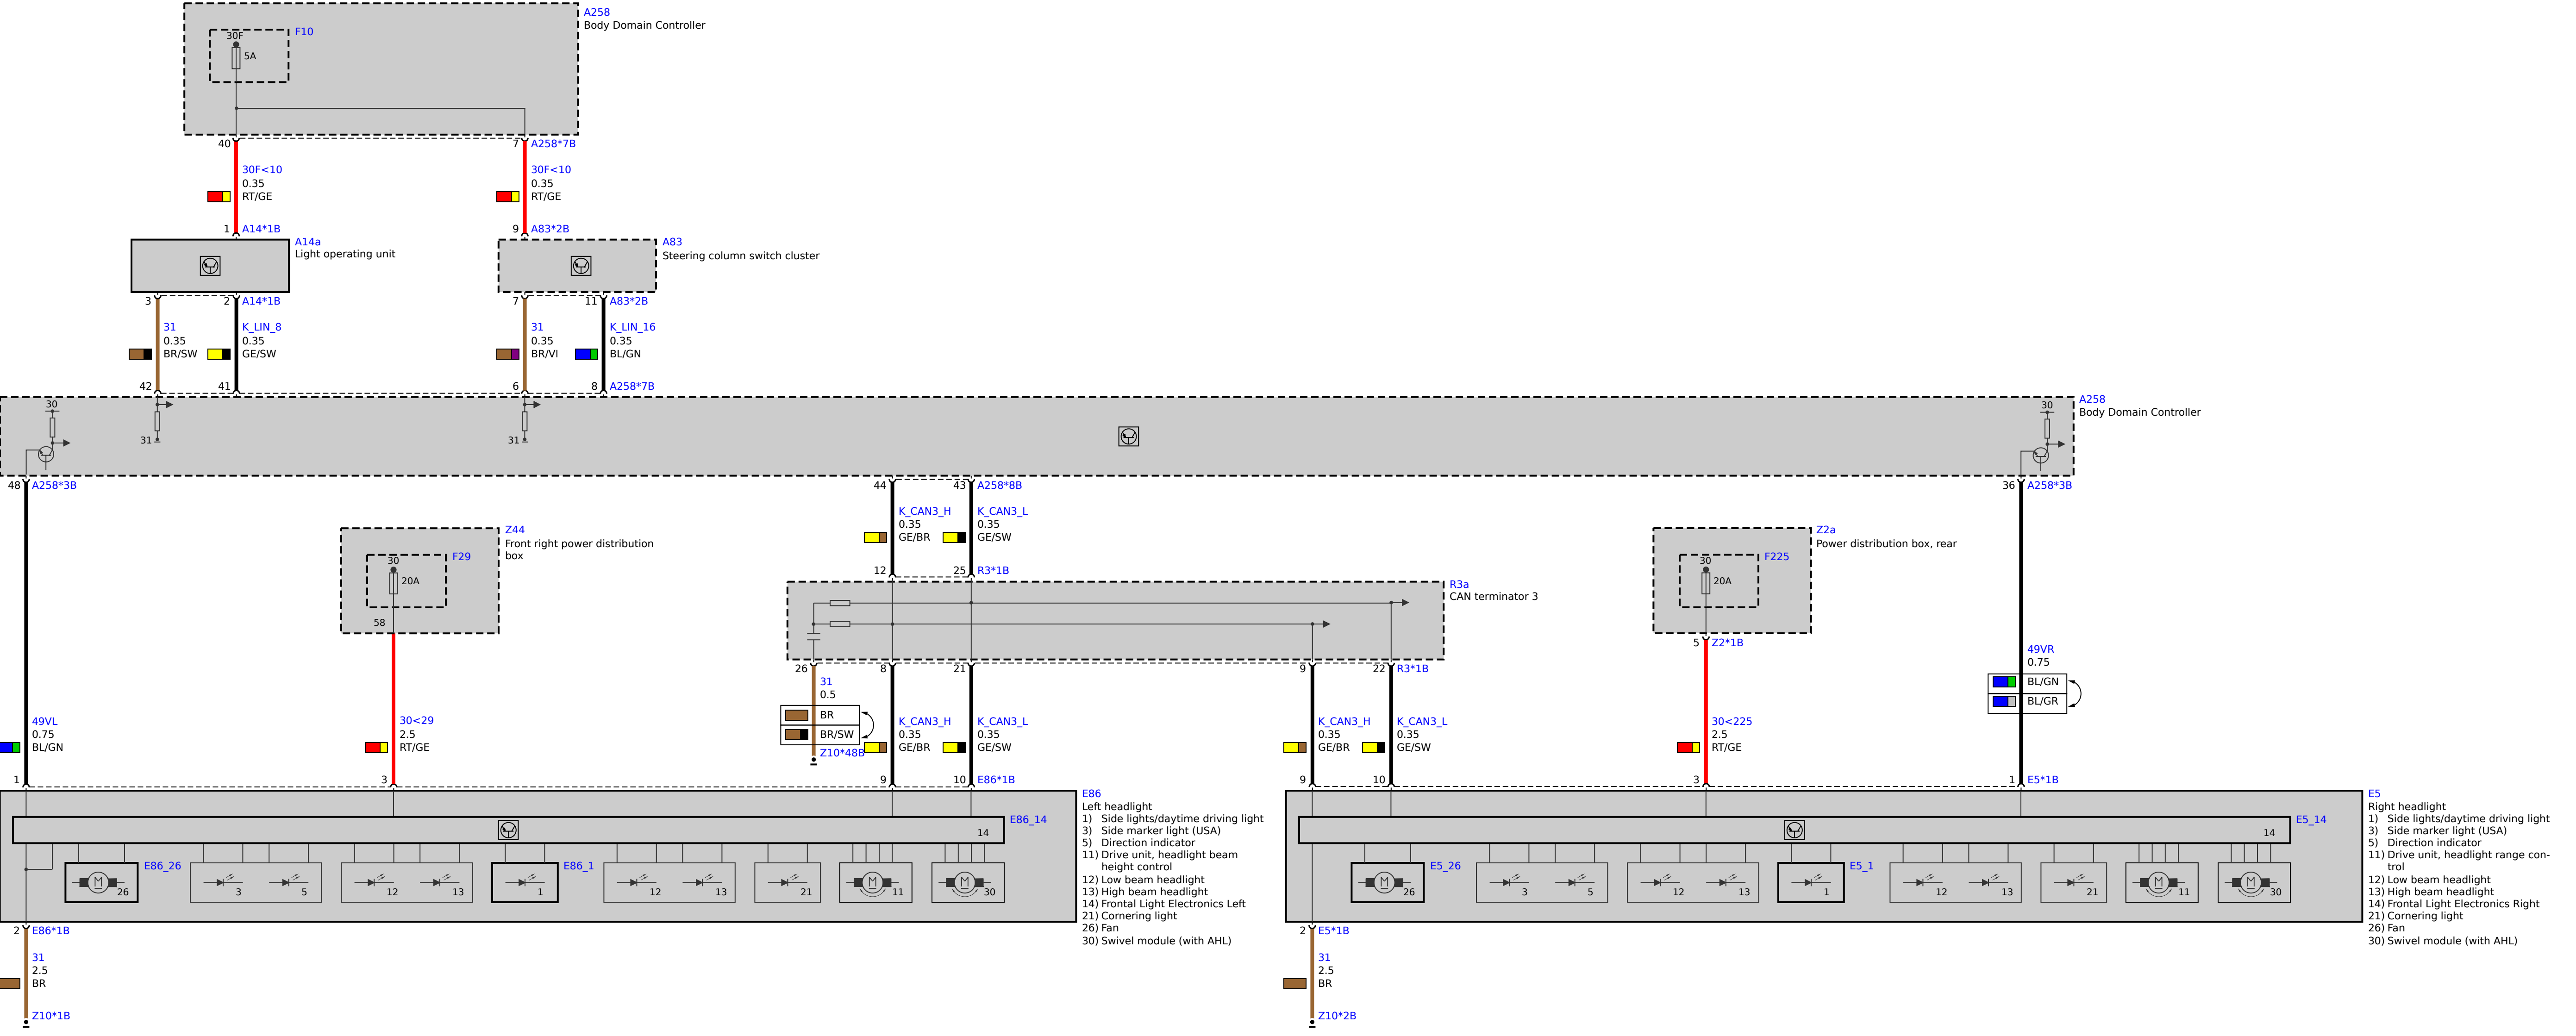 A258
Body Domain Controller
F10
30F
5A
40
7
A258*7B
30F<10
0.35
RT/GE
30F<10
0.35
RT/GE
1
A14*1B
9
A83*2B
A14a
Light operating unit
A83
Steering column switch cluster
3
2
A14*1B
7
11
A83*2B
31
0.35
BR/SW
K_LIN_8
0.35
GE/SW
31
0.35
BR/VI
K_LIN_16
0.35
BL/GN
42
41
6
8
A258*7B
30
31
31
30
A258
Body Domain Controller
48
A258*3B
44
43
A258*8B
36
A258*3B
K_CAN3_H
0.35
GE/BR
K_CAN3_L
0.35
GE/SW
Z44
Front right power distribution
box
F29
30
20A
58
Z2a
Power distribution box, rear
F225
30
20A
12
25
R3*1B
R3a
CAN terminator 3
5
Z2*1B
26
8
21
9
22
R3*1B
49VR
0.75
BL/GN
BL/GR
31
0.5
BR
BR/SW
Z10*48B
49VL
0.75
BL/GN
30<29
2.5
RT/GE
K_CAN3_H
0.35
GE/BR
K_CAN3_L
0.35
GE/SW
K_CAN3_H
0.35
GE/BR
K_CAN3_L
0.35
GE/SW
30<225
2.5
RT/GE
1
3
9
10
E86*1B
9
10
3
1
E5*1B
E86
Left headlight
1) Side lights/daytime driving light
3) Side marker light (USA)
5) Direction indicator
11) Drive unit, headlight beam
height control
12) Low beam headlight
13) High beam headlight
14) Frontal Light Electronics Left
21) Cornering light
26) Fan
30) Swivel module (with AHL)
E86_14
14
E86_26
M
26
3
5
12
13
E86_1
1
12
13
21
M
11
M
30
E5
Right headlight
1) Side lights/daytime driving light
3) Side marker light (USA)
5) Direction indicator
11) Drive unit, headlight range con-
trol
12) Low beam headlight
13) High beam headlight
14) Frontal Light Electronics Right
21) Cornering light
26) Fan
30) Swivel module (with AHL)
E5_14
14
E5_26
M
26
3
5
12
13
E5_1
1
12
13
21
M
11
M
30
2
E86*1B
31
2.5
BR
Z10*1B
2
E5*1B
31
2.5
BR
Z10*2B